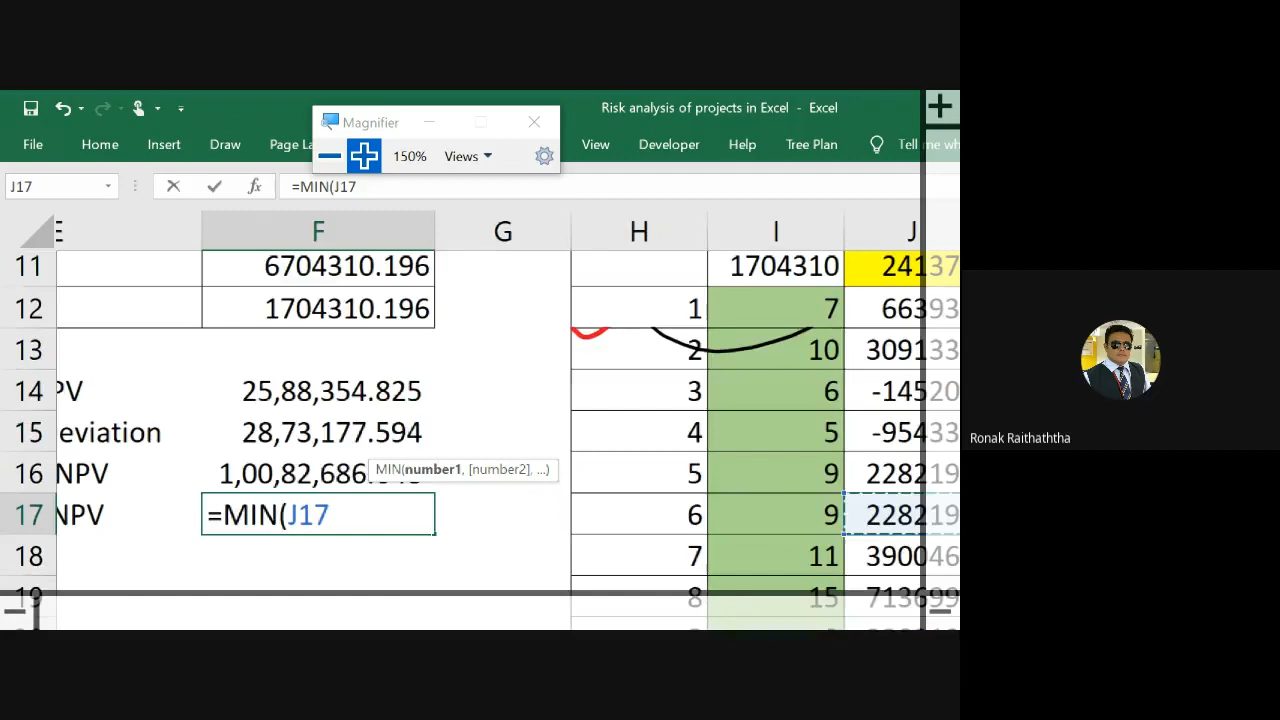 Risk analysis of projects in Excel - Excel
Magnifier
File Home Insert Draw Page La View Developer Help Tree Plan Tell me wh
150% Views
J17 fx =MIN(J17
E F G H I J
11 6704310.196 1704310 24137
12 1704310.196 1 7 66393
13 2 10 309133
14 PV 25,88,354.825 3 6 -14520
15 eviation 28,73,177.594 4 5 -95433
16 NPV 1,00,82,686. 5 9 228219
MIN(number1, [number2], ...)
17 NPV =MIN(J17 6 9 228219
18 7 11 390046
19 8 15 713699
Ronak Raithaththa